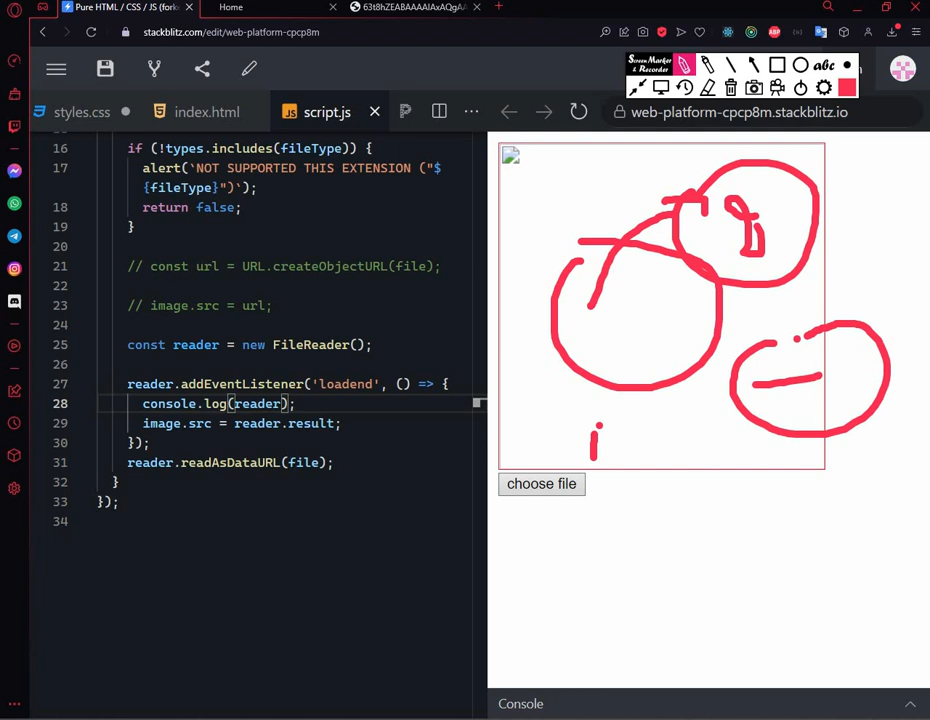 Pure HTML / CSS / JS (fork
Home
63t8hZEABAAAAIAxAQgAA
stackblitz.com/edit/web-platform-cpcp8m
ABP
Screen Marker
& Recorder
abc
styles.css
index.html
script.js
web-platform-cpcp8m.stackblitz.io
16 if (!types.includes(fileType)) {
17 alert(`NOT SUPPORTED THIS EXTENSION ("$
{fileType}")`);
18 return false;
19 }
20
21 // const url = URL.createObjectURL(file);
22
23 // image.src = url;
24
25 const reader = new FileReader();
26
27 reader.addEventListener('loadend', () => {
28 console.log(reader);
29 image.src = reader.result;
30 });
31 reader.readAsDataURL(file);
32 }
33 });
34
choose file
Console